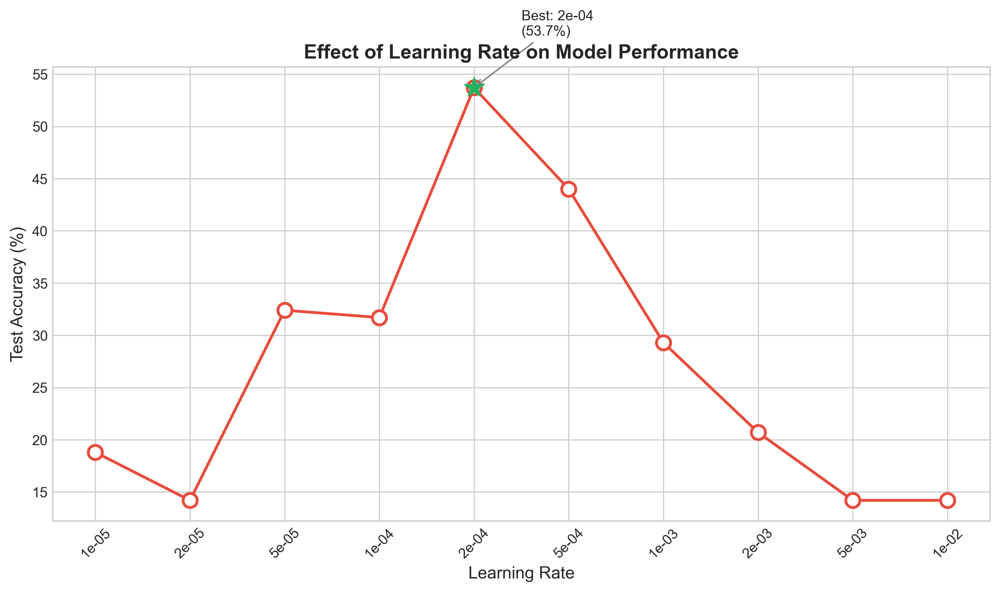 Best: 2e-04
(53.7%)
Effect of Learning Rate on Model Performance
55
50
45
40
35
30
25
20
15
Test Accuracy (%)
1e-05
2e-05
5e-05
1e-04
2e-04
5e-04
1e-03
2e-03
5e-03
1e-02
Learning Rate